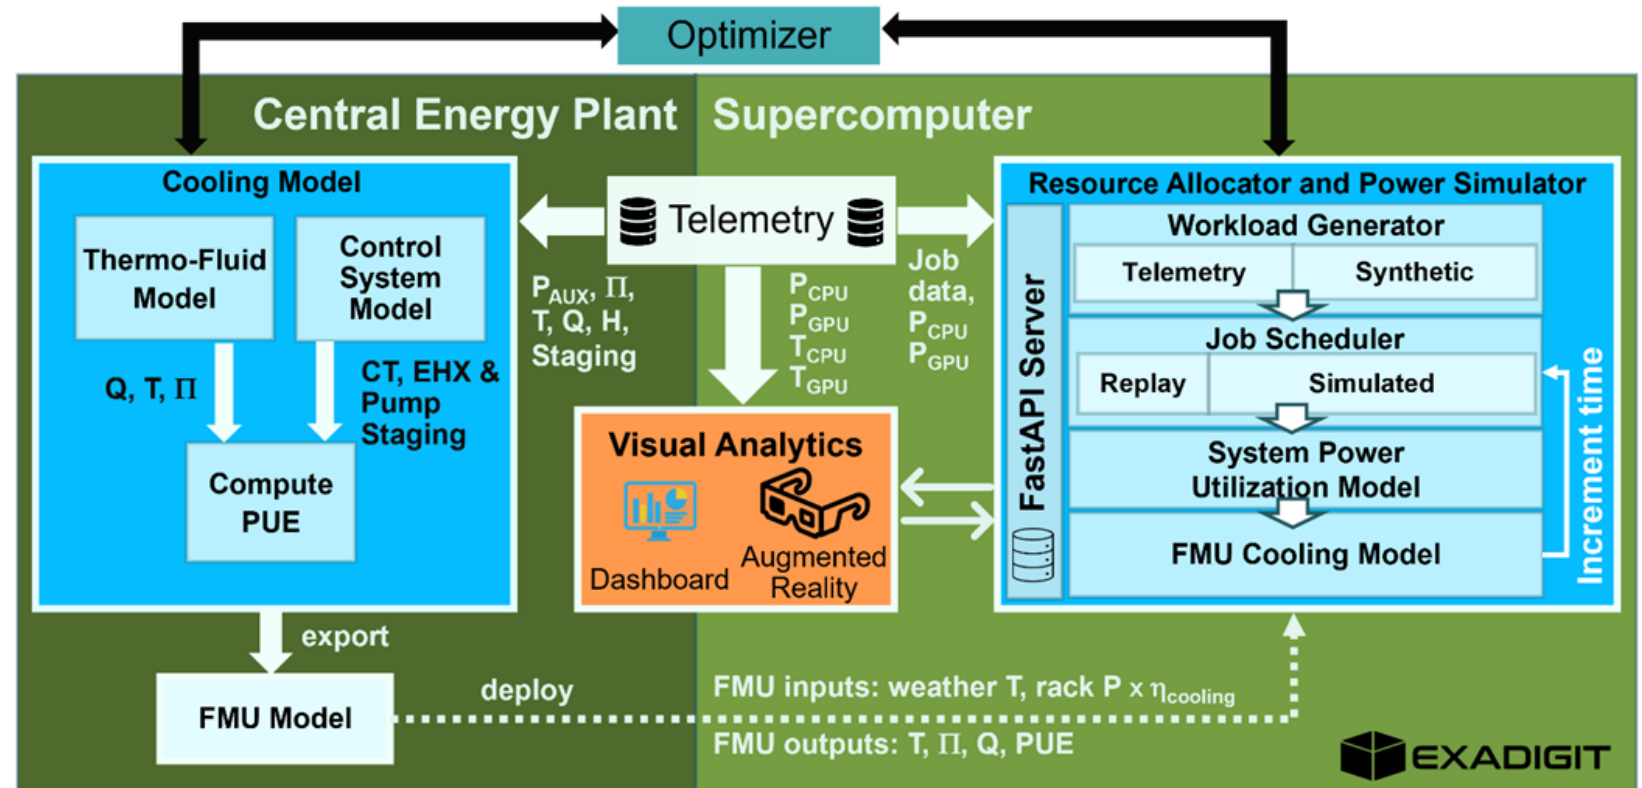 Optimizer
Central Energy Plant
Supercomputer
Cooling Model
Thermo-Fluid
Model
Control
System
Model
Q, T, Π
CT, EHX &
Pump
Staging
Compute
PUE
export
FMU Model
deploy
Telemetry
P_AUX, Π,
T, Q, H,
Staging
P_CPU
P_GPU
T_CPU
T_GPU
Job
data,
P_CPU
P_GPU
Visual Analytics
Dashboard
Augmented
Reality
Resource Allocator and Power Simulator
FastAPI Server
Workload Generator
Telemetry
Synthetic
Job Scheduler
Replay
Simulated
System Power
Utilization Model
FMU Cooling Model
Increment time
FMU inputs: weather T, rack P x η_cooling
FMU outputs: T, Π, Q, PUE
EXADIGIT